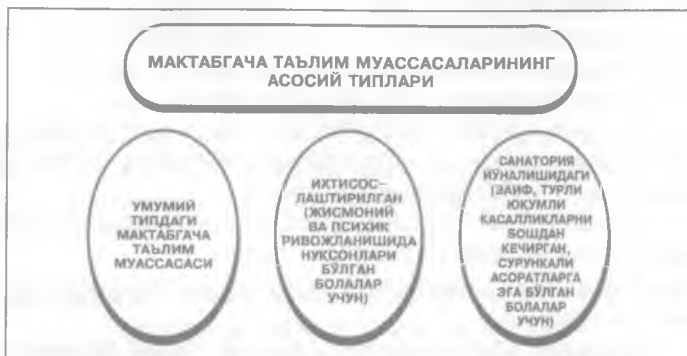 МАКТАБГАЧА ТАЪЛИМ МУАССАСАЛАРИНИНГ
АСОСИЙ ТИПЛАРИ
УМУМИЙ
ТИПДАГИ
МАКТАБГАЧА
ТАЪЛИМ
МУАССАСАСИ
ИХТИСОС–
ЛАШТИРИЛГАН
(ЖИСМОНИЙ
ВА ПСИХИК
РИВОЖЛАНИШИДА
НУҚСОНЛАРИ
БЎЛГАН
БОЛАЛАР
УЧУН)
САНАТОРИЯ
ЙЎНАЛИШИДАГИ
(ЗАИФ, ТУРЛИ
ЮҚУМЛИ
КАСАЛЛИКЛАРНИ
БОШДАН
КЕЧИРГАН,
СУРУНКАЛИ
АСОРАТЛАРГА
ЭГА БЎЛГАН
БОЛАЛАР
УЧУН)